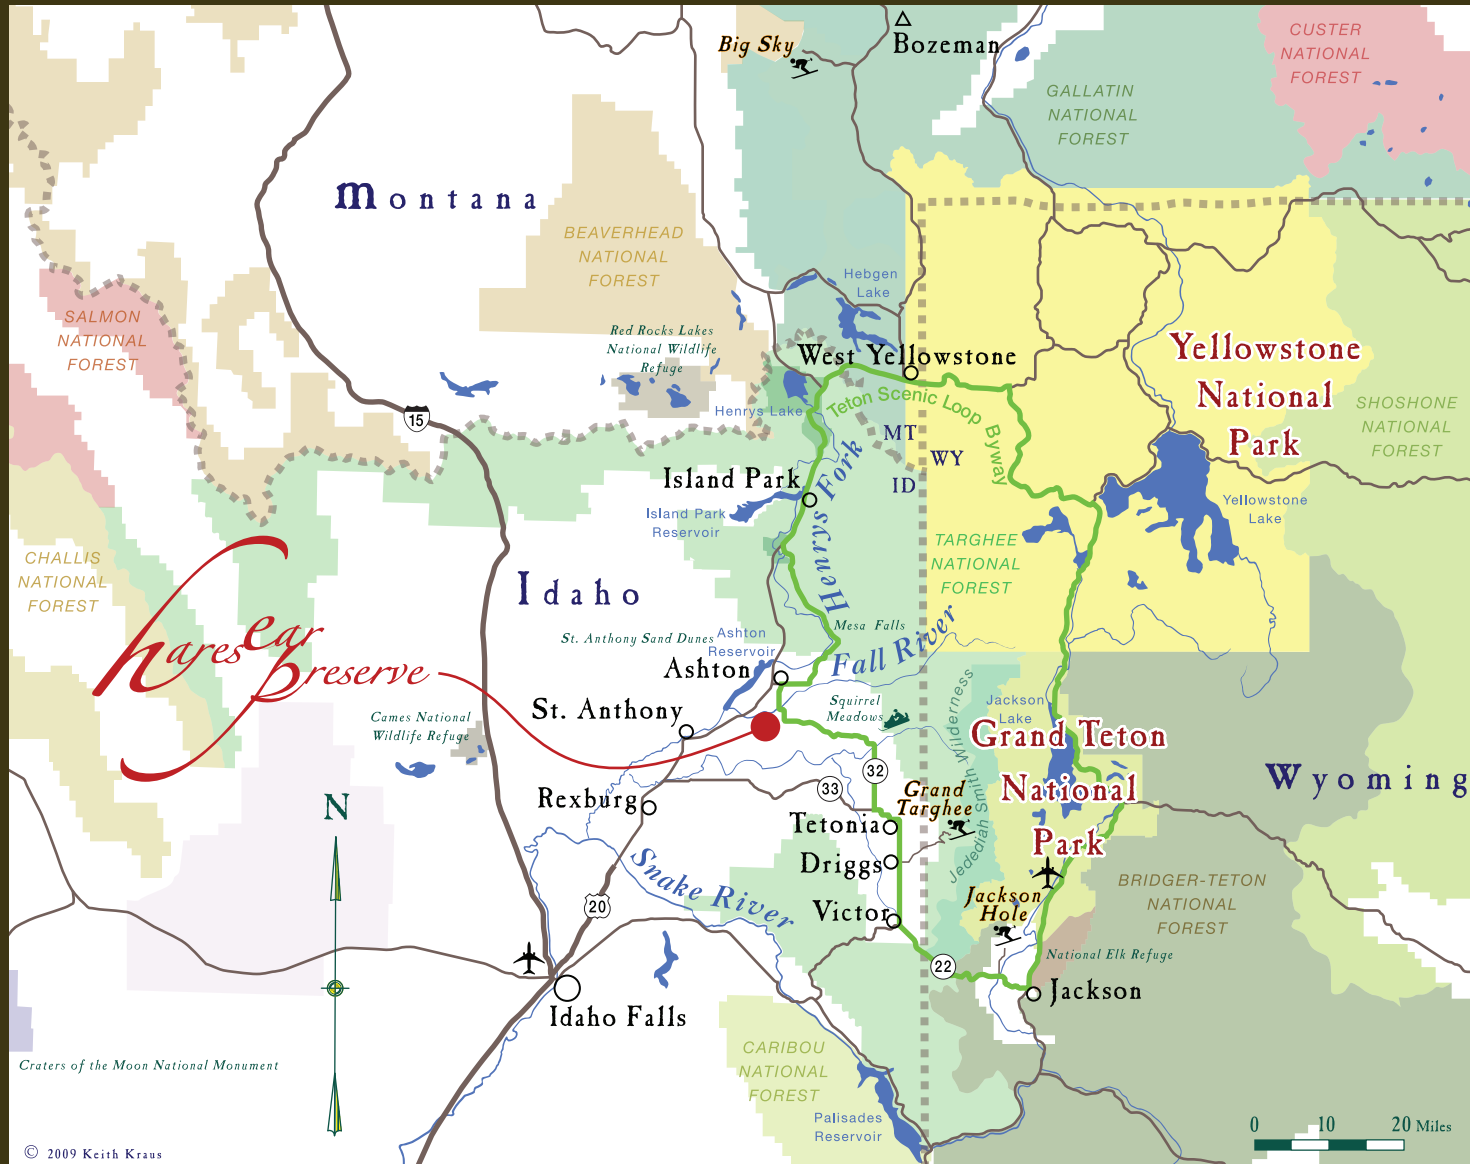 Big Sky
Bozeman
CUSTER
NATIONAL
FOREST
GALLATIN
NATIONAL
FOREST
Montana
BEAVERHEAD
NATIONAL
FOREST
Hebgen
Lake
SALMON
NATIONAL
FOREST
Red Rocks Lakes
National Wildlife
Refuge
West Yellowstone
Yellowstone
National
Park
SHOSHONE
NATIONAL
FOREST
Henrys Lake
Teton Scenic Loop Byway
15
MT
WY
ID
Island Park
Island Park
Reservoir
Henrys Fork
Yellowstone
Lake
TARGHEE
NATIONAL
FOREST
CHALLIS
NATIONAL
FOREST
Idaho
hares ear
preserve
St. Anthony Sand Dunes
Ashton
Reservoir
Mesa Falls
Fall River
Ashton
St. Anthony
Squirrel
Meadows
Jedediah Smith Wilderness
Jackson
Lake
Grand Teton
National
Park
Cames National
Wildlife Refuge
Wyoming
32
33
N
Rexburg
Grand
Targhee
Tetonia
Driggs
Snake River
20
Victor
Jackson
Hole
BRIDGER-TETON
NATIONAL
FOREST
National Elk Refuge
22
Jackson
Idaho Falls
CARIBOU
NATIONAL
FOREST
Craters of the Moon National Monument
Palisades
Reservoir
0 10 20 Miles
© 2009 Keith Kraus